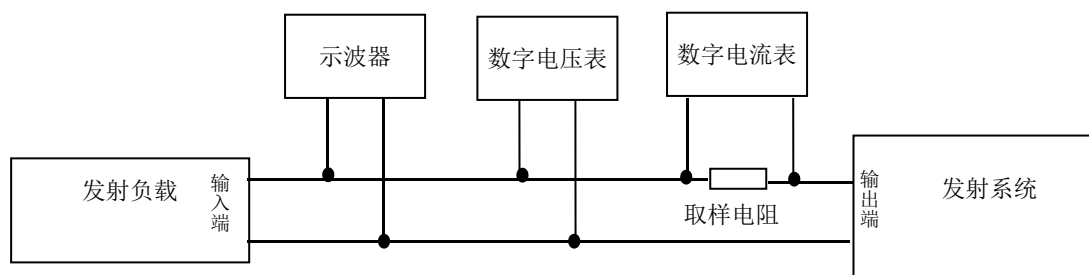 示波器
数字电压表
数字电流表
发射负载
输入端
取样电阻
输出端
发射系统